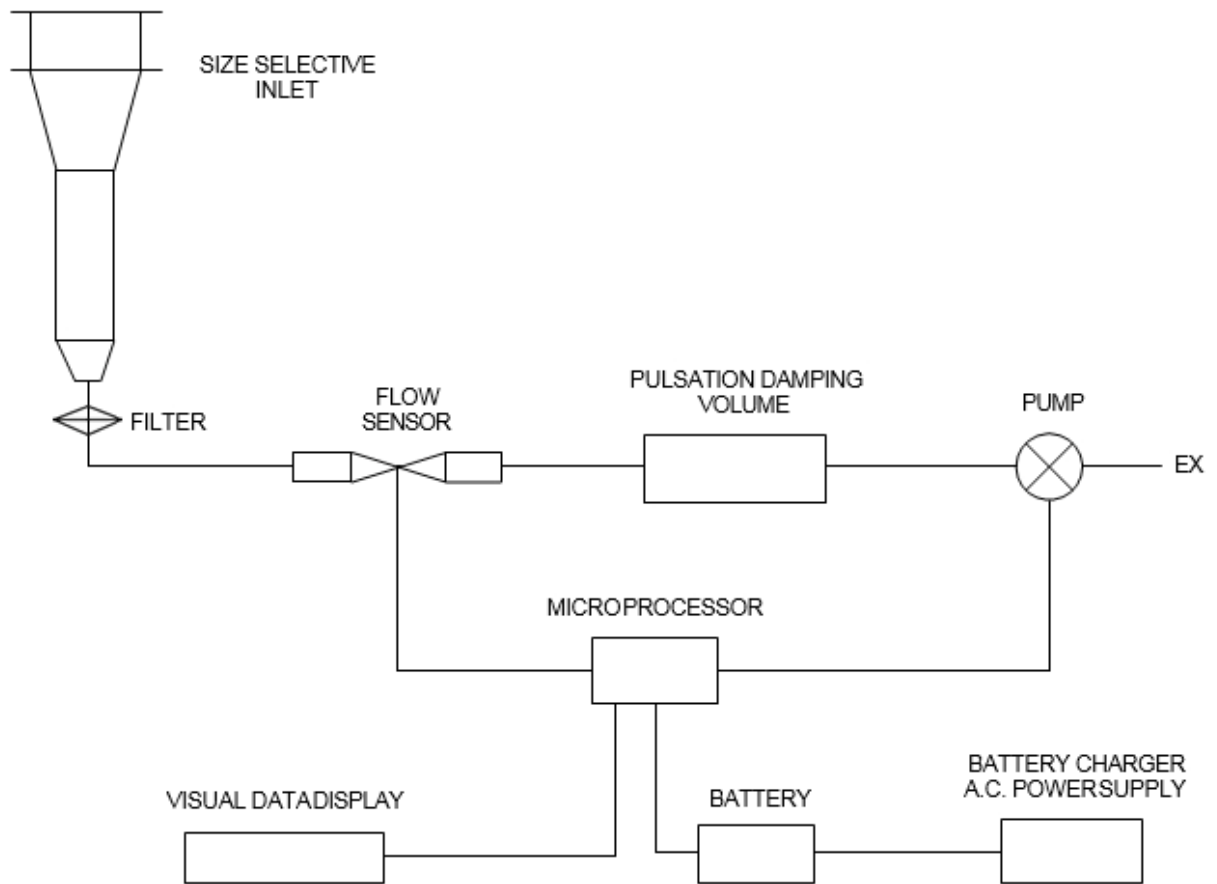 SIZE SELECTIVE
INLET
FILTER
FLOW
SENSOR
PULSATION DAMPING
VOLUME
PUMP
EX
MICROPROCESSOR
VISUAL DATADISPLAY
BATTERY
BATTERY CHARGER
A.C. POWERSUPPLY